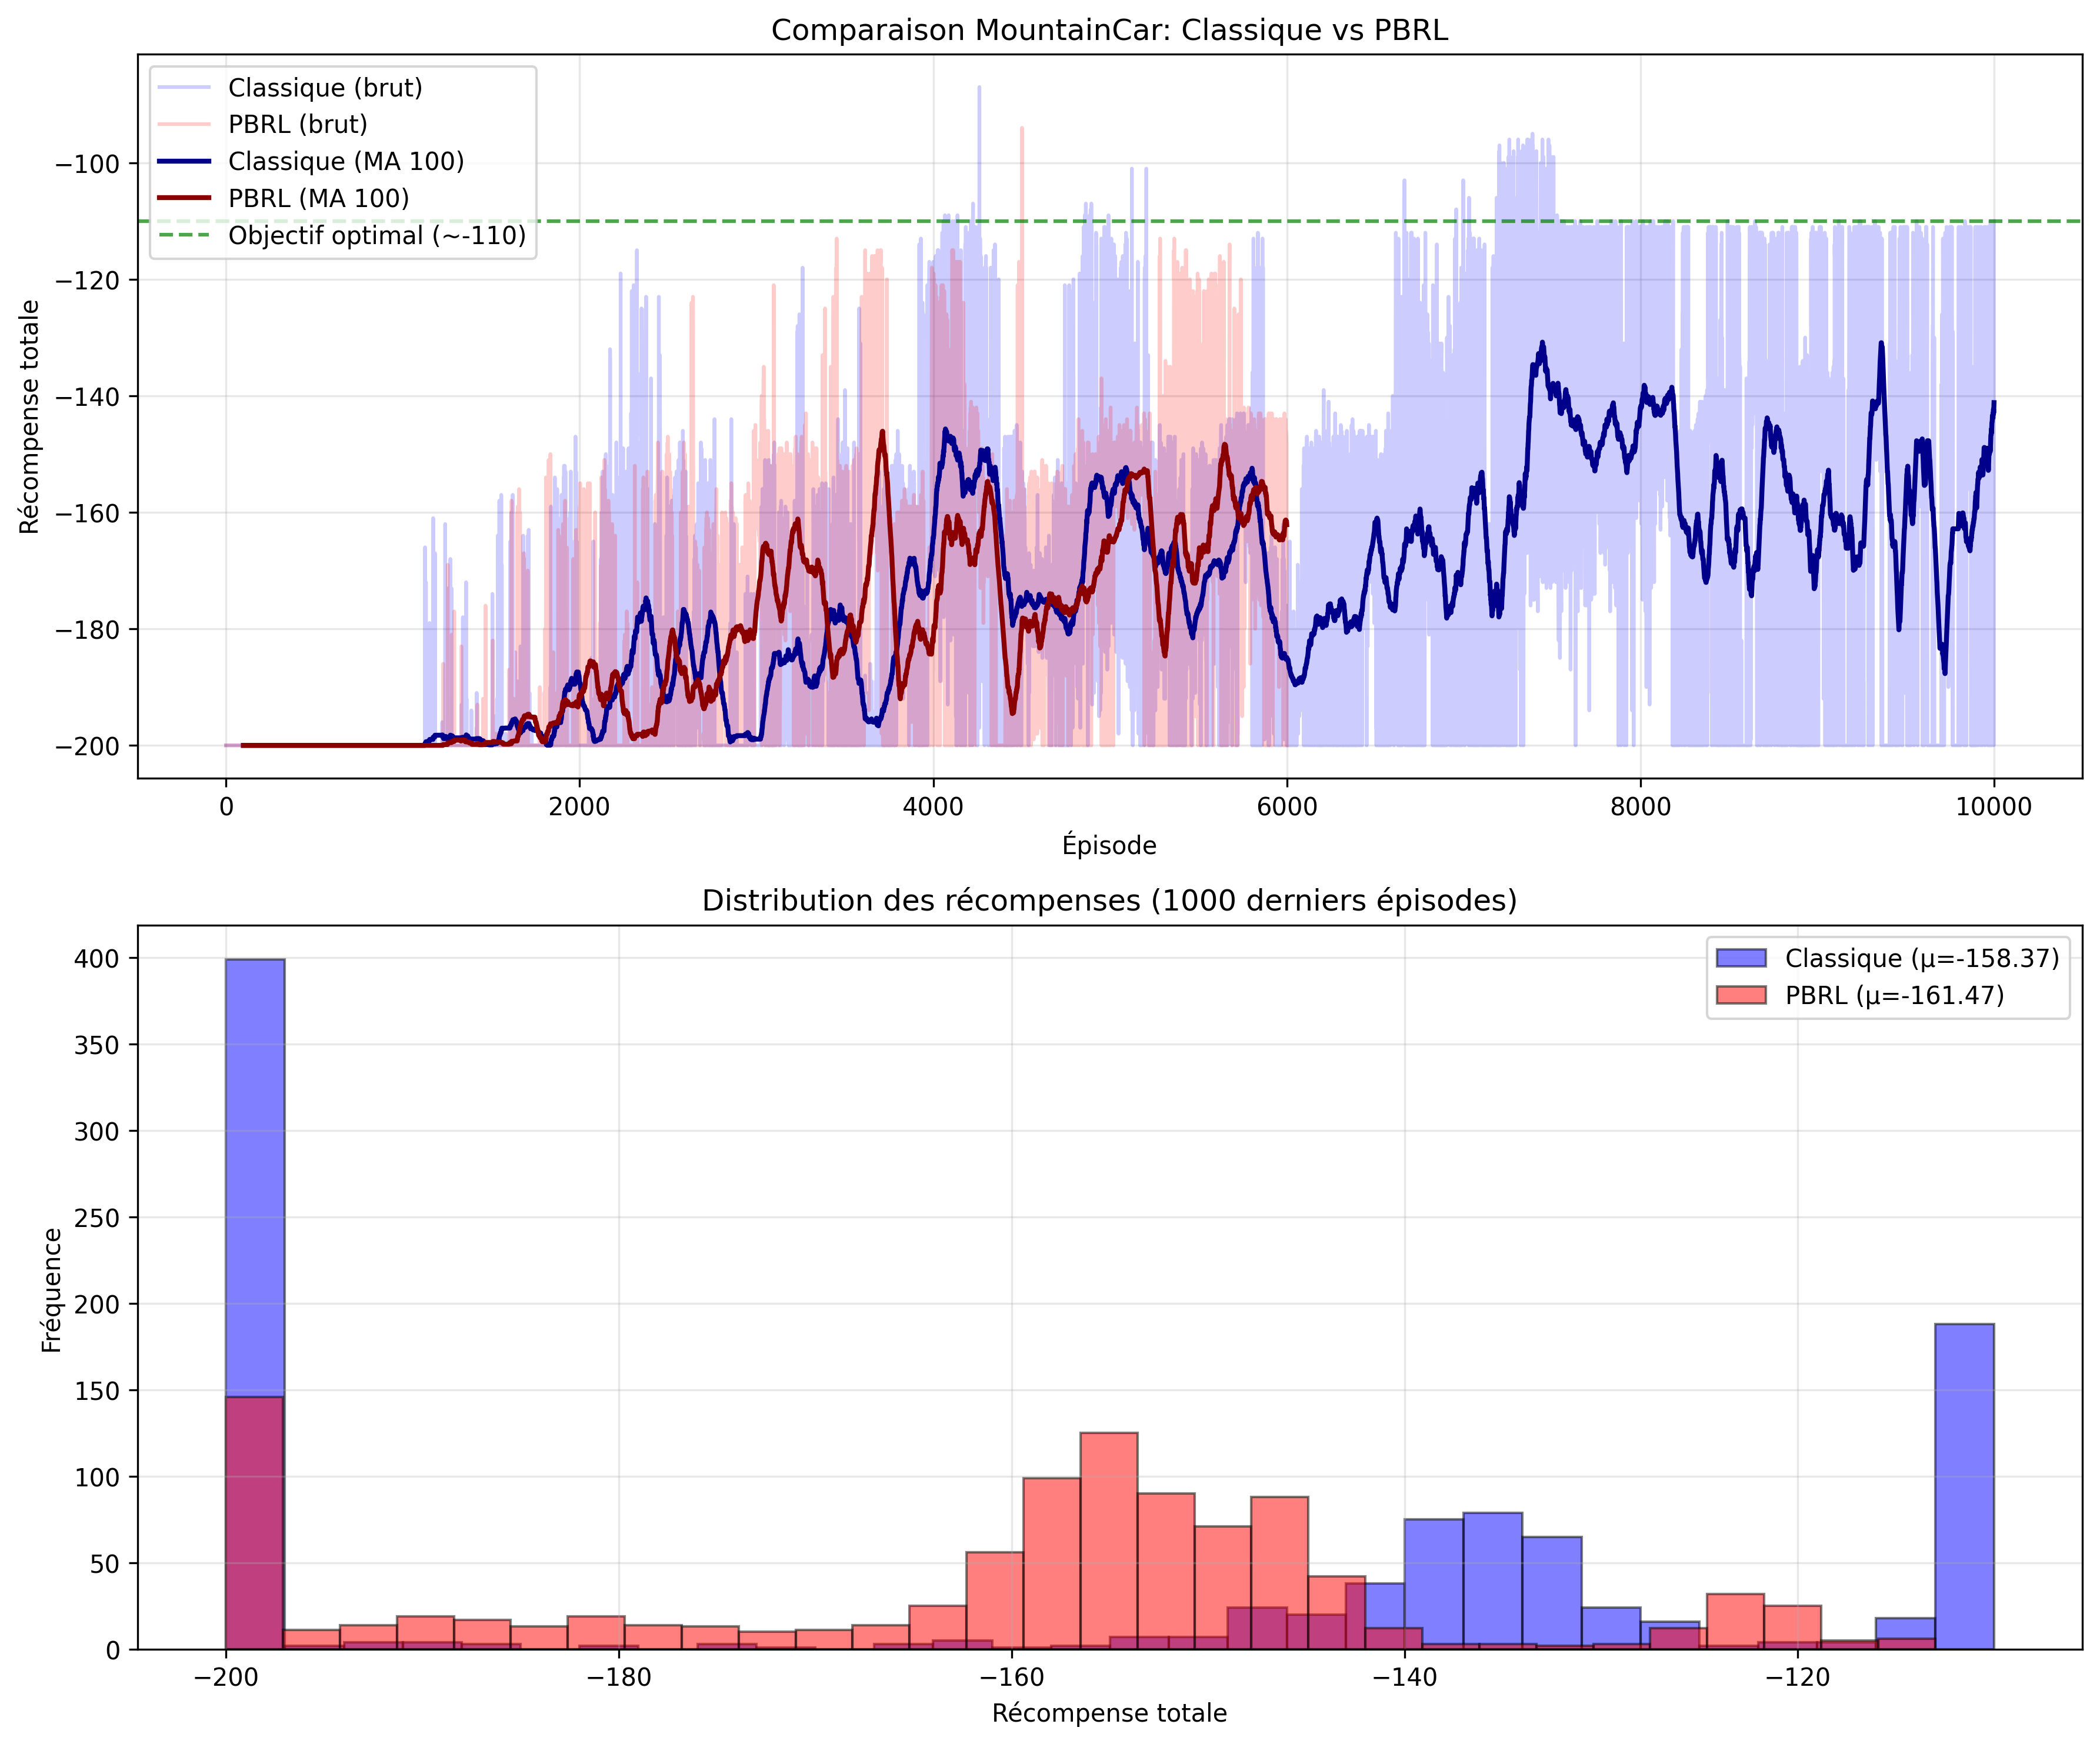 Comparaison MountainCar: Classique vs PBRL
Classique (brut)
PBRL (brut)
Classique (MA 100)
PBRL (MA 100)
Objectif optimal (~-110)
Récompense totale
−100
−120
−140
−160
−180
−200
0
2000
4000
6000
8000
10000
Épisode
Distribution des récompenses (1000 derniers épisodes)
Classique (μ=-158.37)
PBRL (μ=-161.47)
Fréquence
400
350
300
250
200
150
100
50
0
−200
−180
−160
−140
−120
Récompense totale